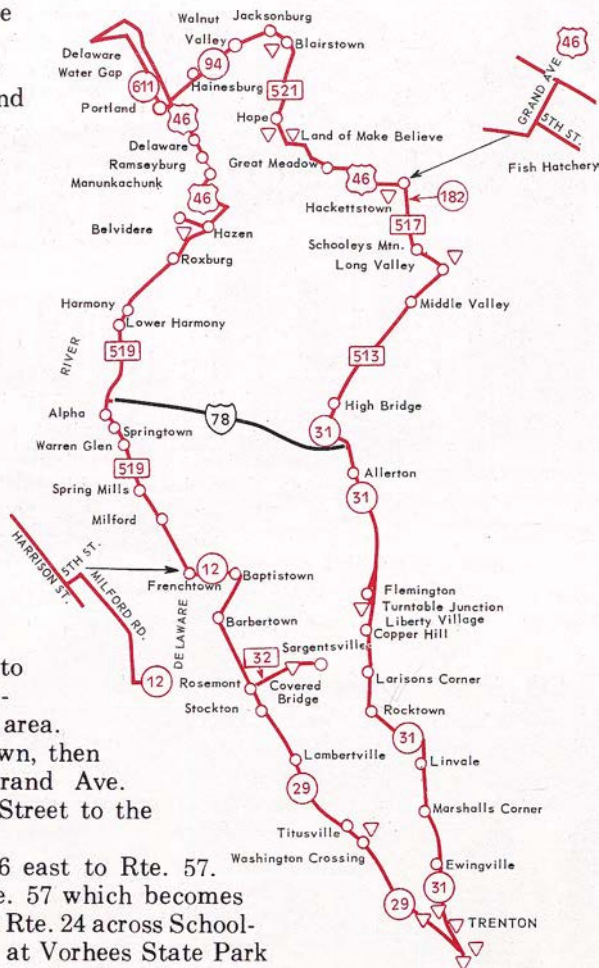 e
Delaware
Water Gap
611
Portland
nd
Walnut
Valley
Jacksonburg
Blairstown
94
Hainesburg
521
46
Hope
Land of Make Believe
Great Meadow
46
Delaware
Ramseyburg
Manunkachunk
46
Belvidere
Hazen
Roxburg
46
GRAND AVE
5TH ST.
Fish Hatchery
Hackettstown
182
517
Schooleys Mtn.
Long Valley
Middle Valley
Harmony
Lower Harmony
519
RIVER
513
High Bridge
31
Alpha
78
Springtown
Warren Glen
519
Spring Mills
Milford
Allerton
31
HARRISON ST.
5TH ST.
MILFORD RD.
12
Frenchtown
12
Baptistown
DELAWARE
Barbertown
Flemington
Turntable Junction
Liberty Village
Copper Hill
Sargentsville
32
Rosemont
Covered
Bridge
Stockton
Larisons Corner
Rocktown
31
Linvale
Lambertville
29
Marshalls Corner
Titusville
Washington Crossing
Ewingville
31
29
TRENTON
to
-
area.
wn, then
rand Ave.
Street to the
6 east to Rte. 57.
e. 57 which becomes
Rte. 24 across School-
at Vorhees State Park